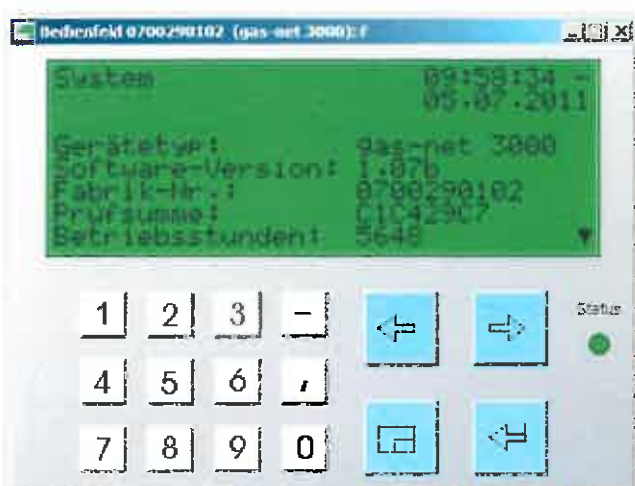 Bedienfeld 0700290102 (gas-net 3000): F
System 09:58:34 -
05.07.2011
Gerätetyp: gas-net 3000
Software-Version: 1.07b
Fabrik-Nr.: 0700290102
Prüfsumme: C1C429C7
Betriebsstunden: 5648
1 2 3 -
Status
4 5 6 ,
7 8 9 0